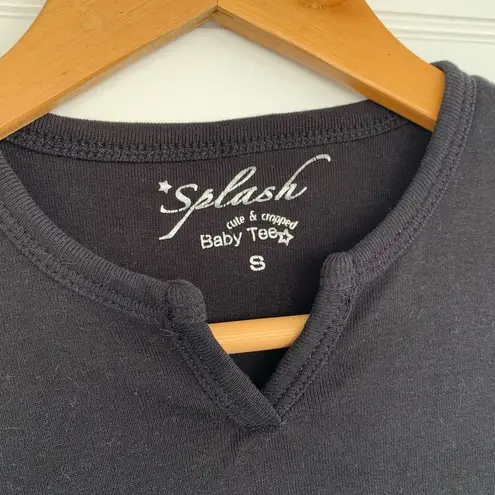 Splash
cute & cropped
Baby Tee
S